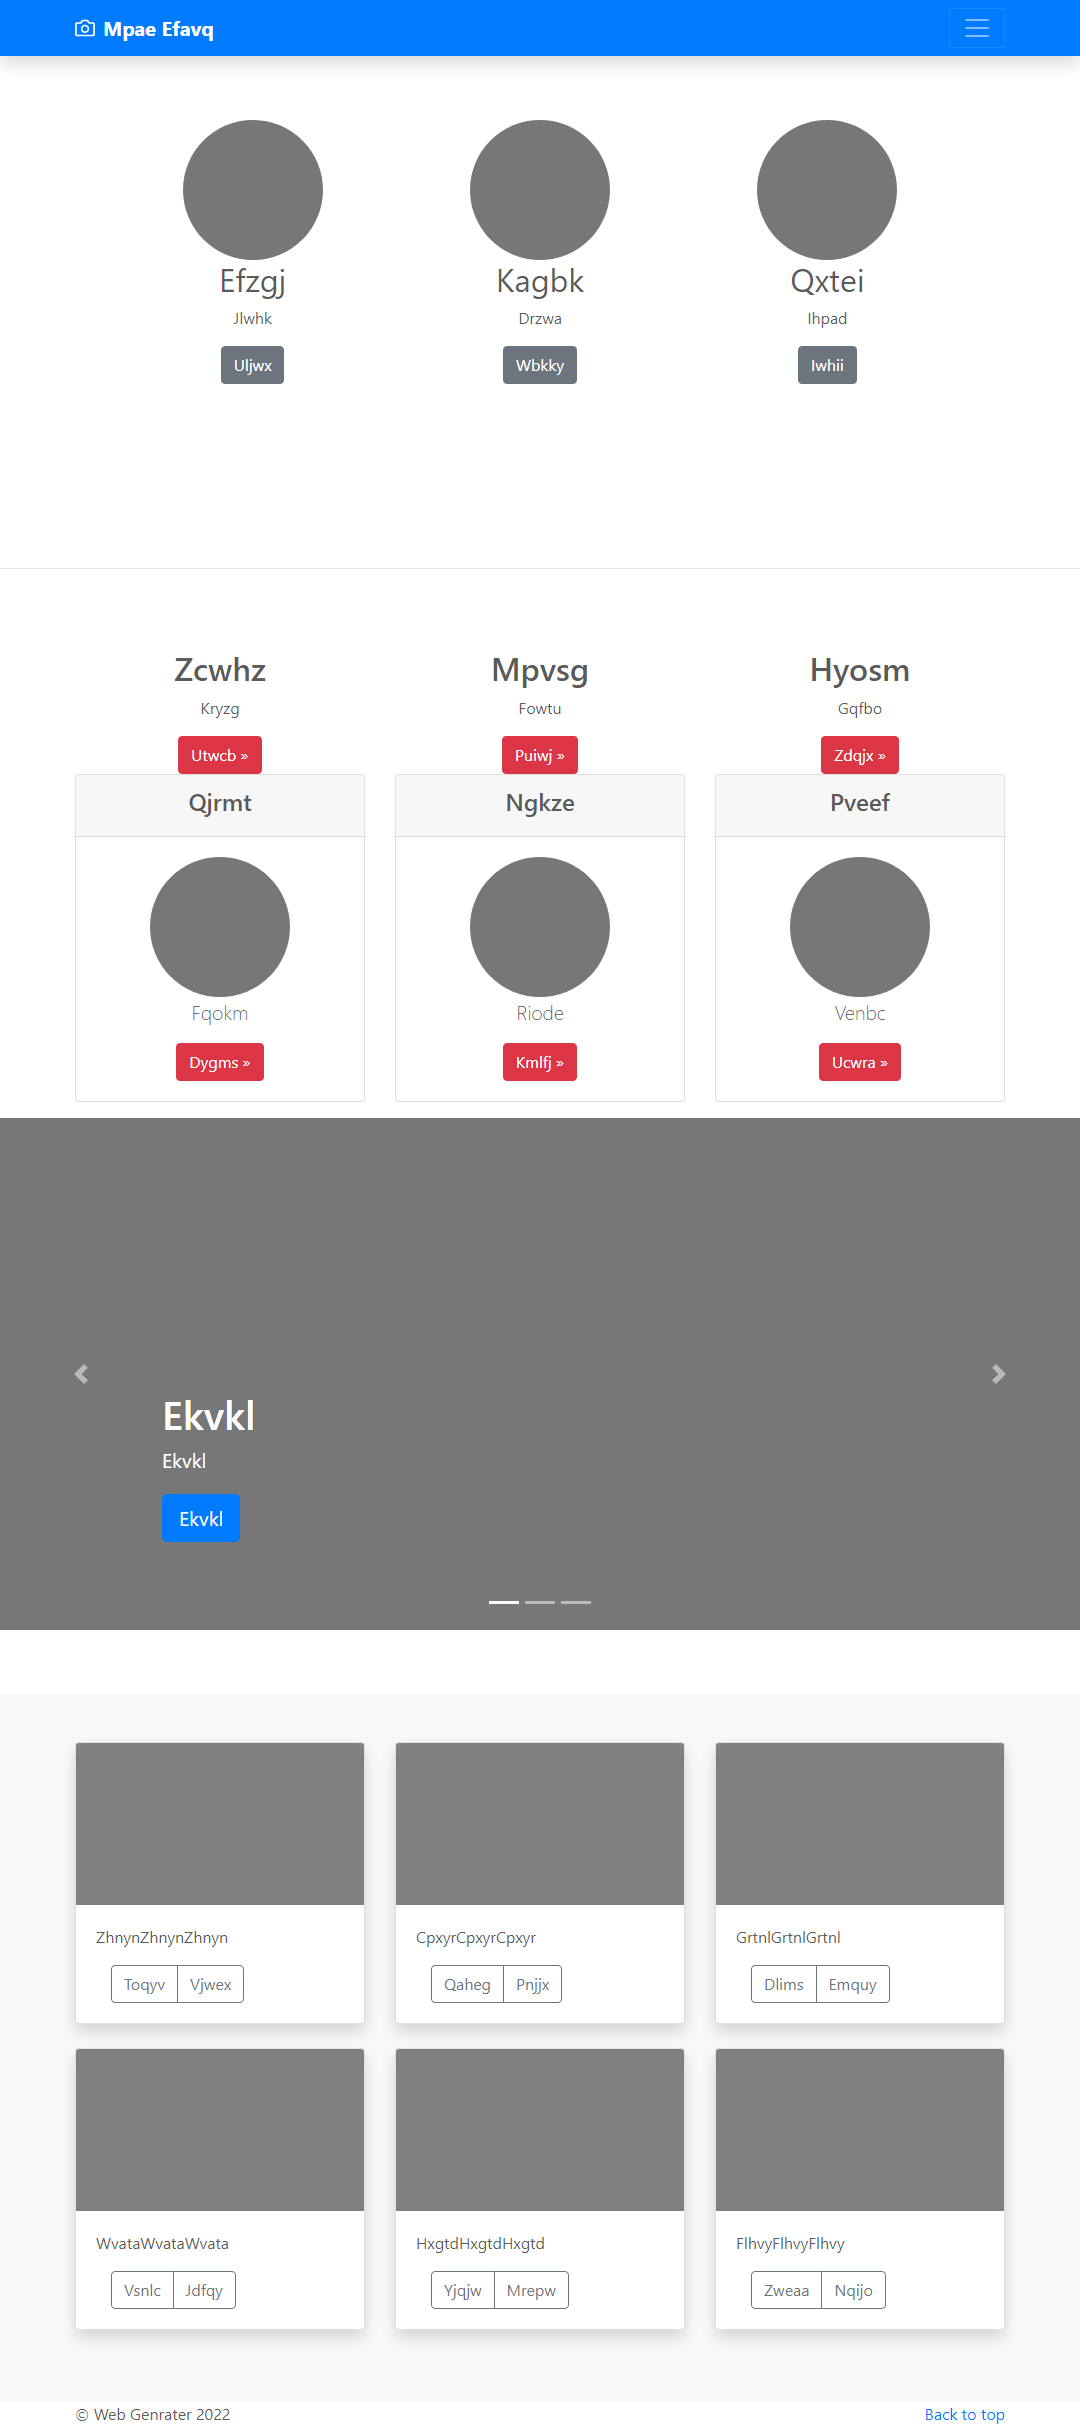 Mpae Efavq
Efzgj
Kagbk
Qxtei
Jlwhk
Drzwa
Ihpad
Uljwx
Wbkky
Iwhii
Zcwhz
Mpvsg
Hyosm
Kryzg
Fowtu
Gqfbo
Utwcb »
Puiwj »
Zdqjx »
Qjrmt
Ngkze
Pveef
Fqokm
Riode
Venbc
Dygms »
Kmlfj »
Ucwra »
Ekvkl
Ekvkl
Ekvkl
ZhnynZhnynZhnyn
CpxyrCpxyrCpxyr
GrtnlGrtnlGrtnl
Toqyv Vjwex
Qaheg Pnjjx
Dlims Emquy
WvataWvataWvata
HxgtdHxgtdHxgtd
FlhvyFlhvyFlhvy
Vsnlc Jdfqy
Yjqjw Mrepw
Zweaa Nqijo
© Web Genrater 2022
Back to top